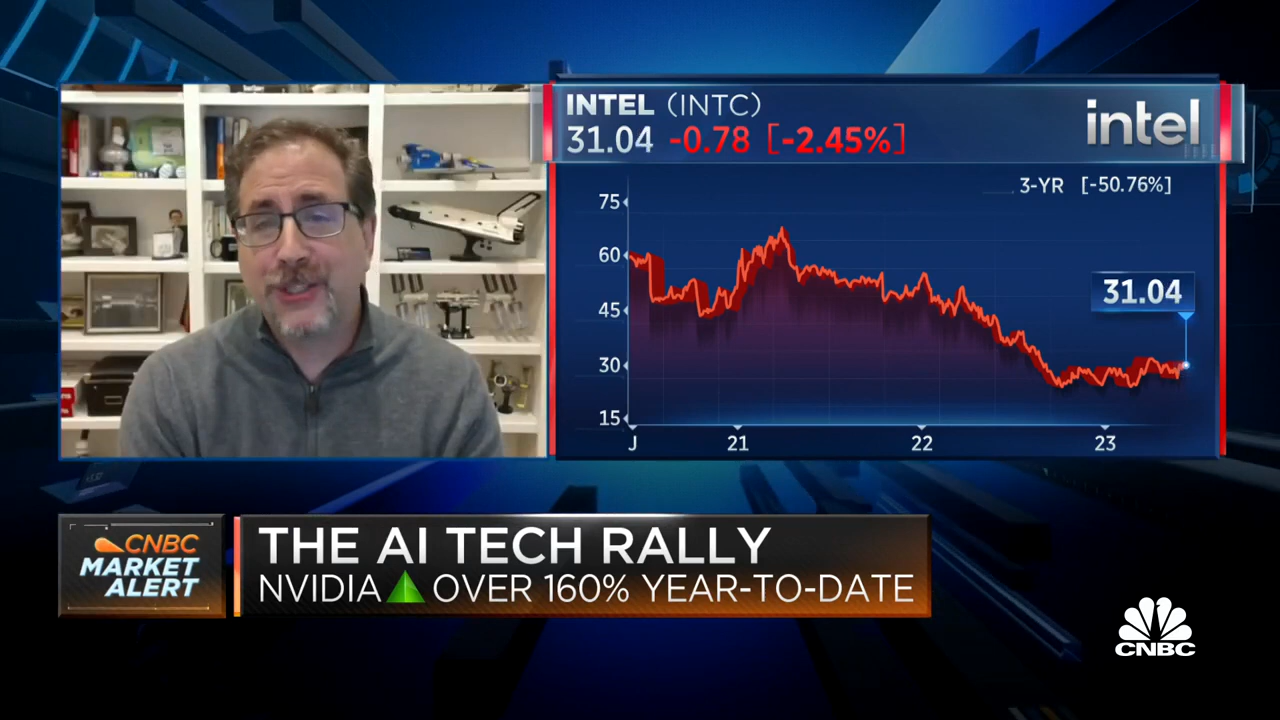 INTEL (INTC)
31.04 -0.78 [-2.45%]
intel
3-YR [-50.76%]
75
60
45
30
15
31.04
J 21 22 23
CNBC
MARKET
ALERT
THE AI TECH RALLY
NVIDIA OVER 160% YEAR-TO-DATE
CNBC